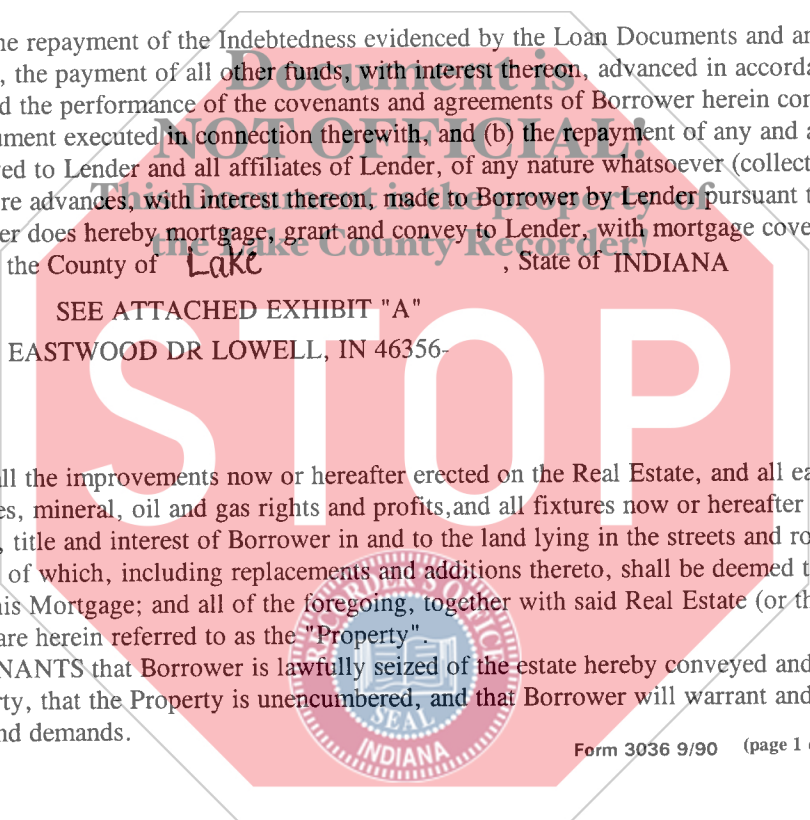 ne repayment of the Indebtedness evidenced by the Loan Documents and an
, the payment of all other funds, with interest thereon, advanced in accorda
d the performance of the covenants and agreements of Borrower herein con
ument executed in connection therewith, and (b) the repayment of any and a
ed to Lender and all affiliates of Lender, of any nature whatsoever (collect
re advances, with interest thereon, made to Borrower by Lender pursuant t
er does hereby mortgage, grant and convey to Lender, with mortgage cove
the County of Lake , State of INDIANA
Document is
NOT OFFICIAL!
This Document is the property of
the Lake County Recorder!
SEE ATTACHED EXHIBIT "A"
EASTWOOD DR LOWELL, IN 46356-
STOP
ll the improvements now or hereafter erected on the Real Estate, and all ea
es, mineral, oil and gas rights and profits,and all fixtures now or hereafter
, title and interest of Borrower in and to the land lying in the streets and ro
of which, including replacements and additions thereto, shall be deemed t
is Mortgage; and all of the foregoing, together with said Real Estate (or th
are herein referred to as the "Property".
NANTS that Borrower is lawfully seized of the estate hereby conveyed and
rty, that the Property is unencumbered, and that Borrower will warrant and
nd demands.
RECORDER'S OFFICE
SEAL
INDIANA
Form 3036 9/90 (page 1